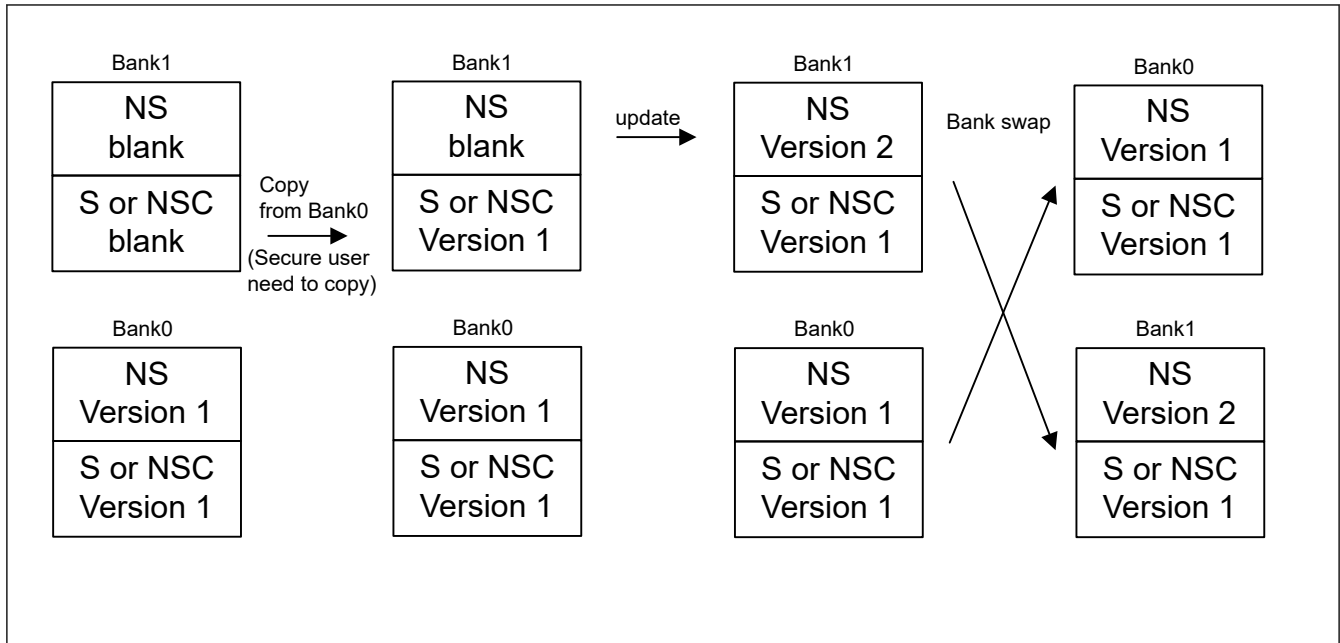 Bank1
NS
blank
S or NSC
blank
Bank0
NS
Version 1
S or NSC
Version 1
Copy
from Bank0
(Secure user
need to copy)
Bank1
NS
blank
S or NSC
Version 1
Bank0
NS
Version 1
S or NSC
Version 1
update
Bank1
NS
Version 2
S or NSC
Version 1
Bank0
NS
Version 1
S or NSC
Version 1
Bank swap
Bank0
NS
Version 1
S or NSC
Version 1
Bank1
NS
Version 2
S or NSC
Version 1